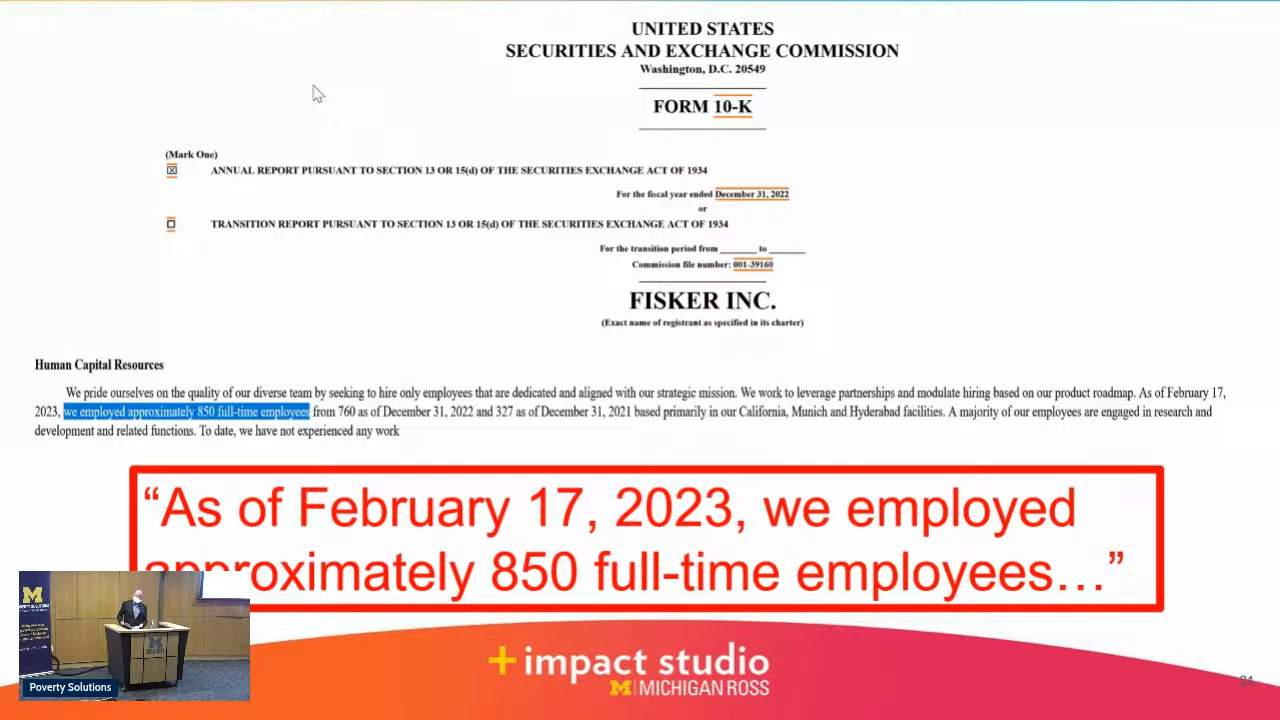 UNITED STATES
SECURITIES AND EXCHANGE COMMISSION
Washington, D.C. 20549
FORM 10-K
(Mark One)
☒ ANNUAL REPORT PURSUANT TO SECTION 13 OR 15(d) OF THE SECURITIES EXCHANGE ACT OF 1934
For the fiscal year ended December 31, 2022
or
☐ TRANSITION REPORT PURSUANT TO SECTION 13 OR 15(d) OF THE SECURITIES EXCHANGE ACT OF 1934
For the transition period from ________ to ________
Commission file number: 001-39160
FISKER INC.
(Exact name of registrant as specified in its charter)
Human Capital Resources
We pride ourselves on the quality of our diverse team by seeking to hire only employees that are dedicated and aligned with our strategic mission. We work to leverage partnerships and modulate hiring based on our product roadmap. As of February 17,
2023, we employed approximately 850 full-time employees from 760 as of December 31, 2022 and 327 as of December 31, 2021 based primarily in our California, Munich and Hyderabad facilities. A majority of our employees are engaged in research and
development and related functions. To date, we have not experienced any work
“As of February 17, 2023, we employed
approximately 850 full-time employees…”
M
M
Poverty Solutions
+ impact studio
M | MICHIGAN ROSS